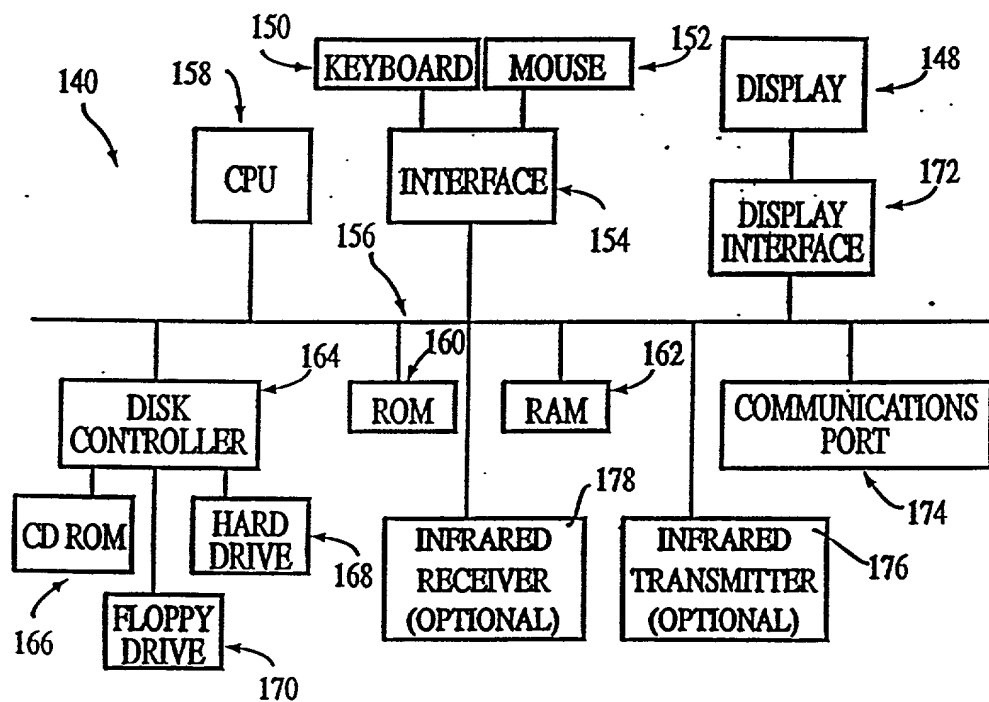 150
KEYBOARD
MOUSE
152
158
140
DISPLAY
148
CPU
INTERFACE
154
172
DISPLAY
INTERFACE
156
164
160
162
DISK
CONTROLLER
ROM
RAM
COMMUNICATIONS
PORT
174
CD ROM
166
HARD
DRIVE
168
178
INFRARED
RECEIVER
(OPTIONAL)
INFRARED
TRANSMITTER
(OPTIONAL)
176
FLOPPY
DRIVE
170